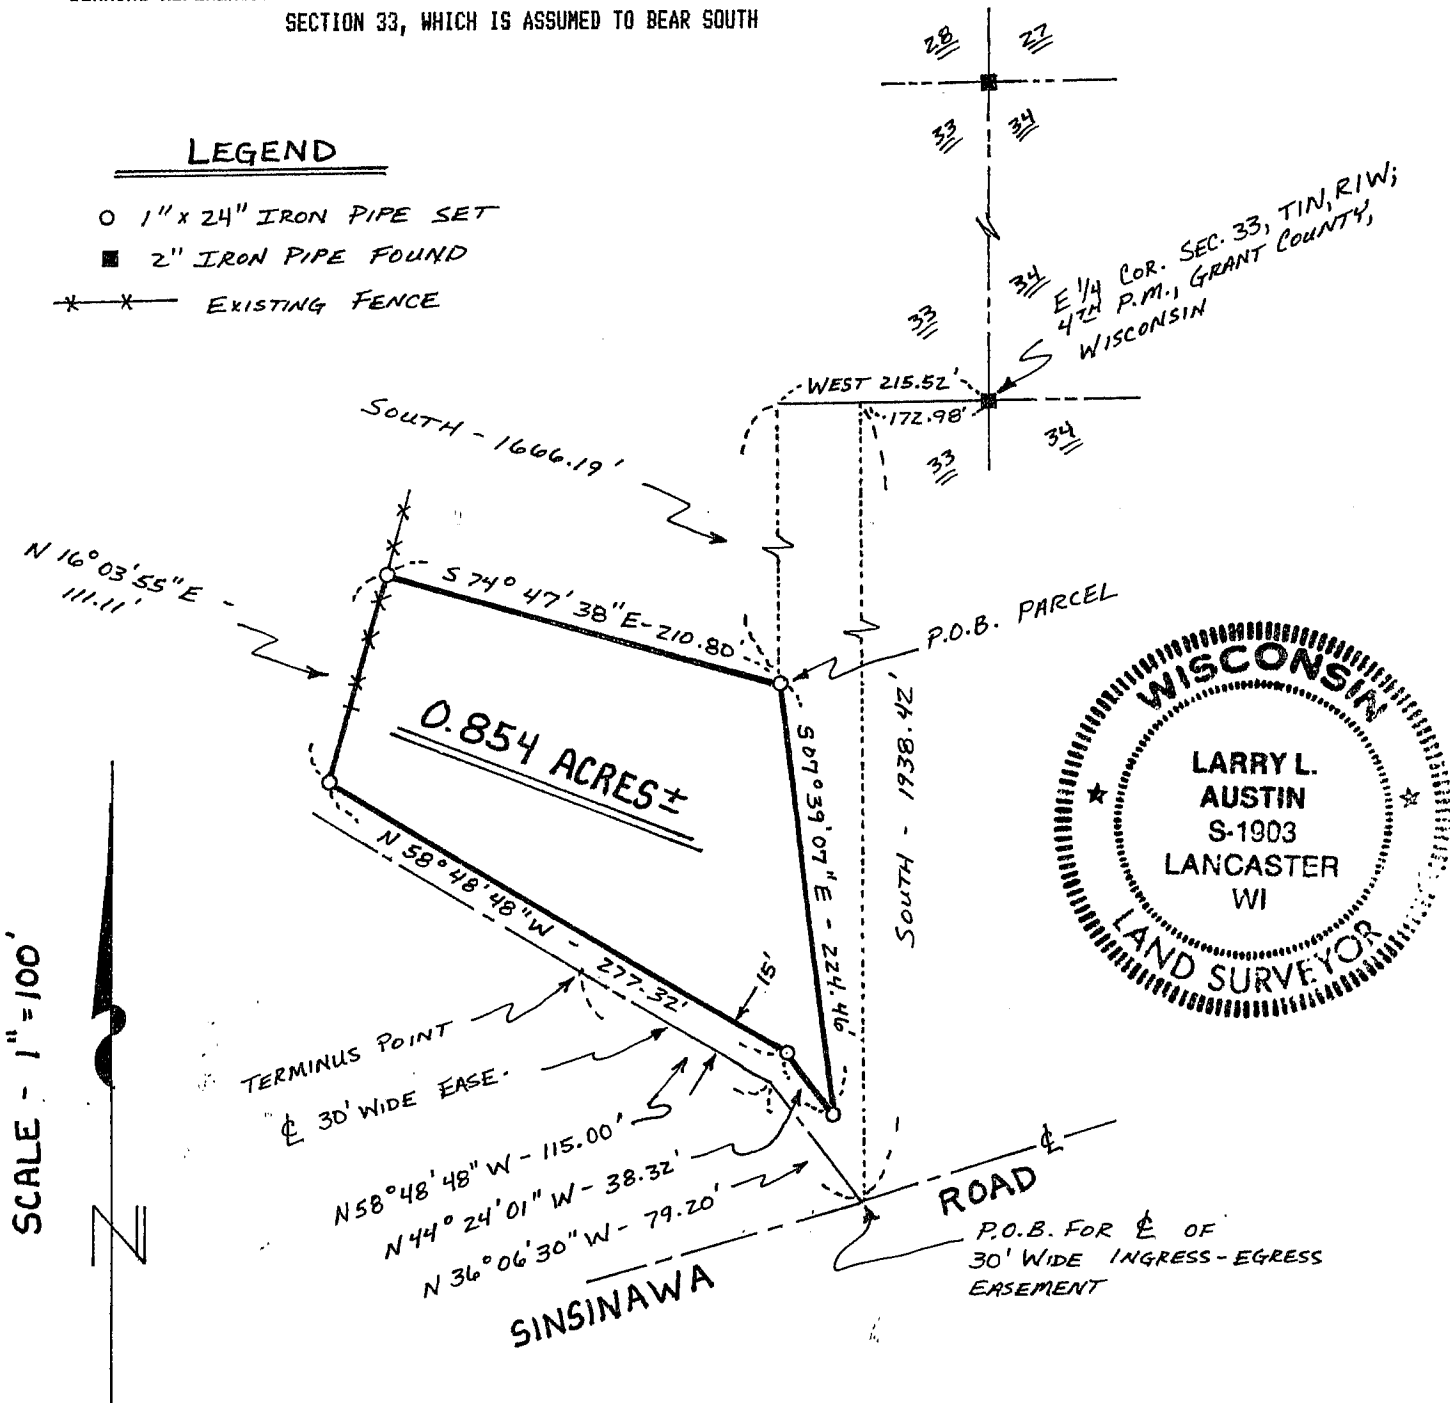 SECTION 33, WHICH IS ASSUMED TO BEAR SOUTH
28
27
33
34
LEGEND
1" x 24" IRON PIPE SET
2" IRON PIPE FOUND
EXISTING FENCE
E 1/4 COR. SEC. 33, T1N, R1W;
4TH P.M., GRANT COUNTY,
WISCONSIN
33
34
WEST 215.52'
172.98'
33
34
SOUTH - 1666.19'
N 16° 03' 55" E -
111.11'
S 74° 47' 38" E - 210.80'
P.O.B. PARCEL
0.854 ACRES ±
S 07° 39' 07" E - 224.46'
SOUTH - 1938.42'
N 58° 48' 48" W - 277.32'
15'
WISCONSIN
LARRY L.
AUSTIN
S-1903
LANCASTER
WI
LAND SURVEYOR
SCALE - 1" = 100'
N
TERMINUS POINT
℄ 30' WIDE EASE.
N 58° 48' 48" W - 115.00'
N 44° 24' 01" W - 38.32'
N 36° 06' 30" W - 79.20'
SINSINAWA ROAD ℄
P.O.B. FOR ℄ OF
30' WIDE INGRESS-EGRESS
EASEMENT